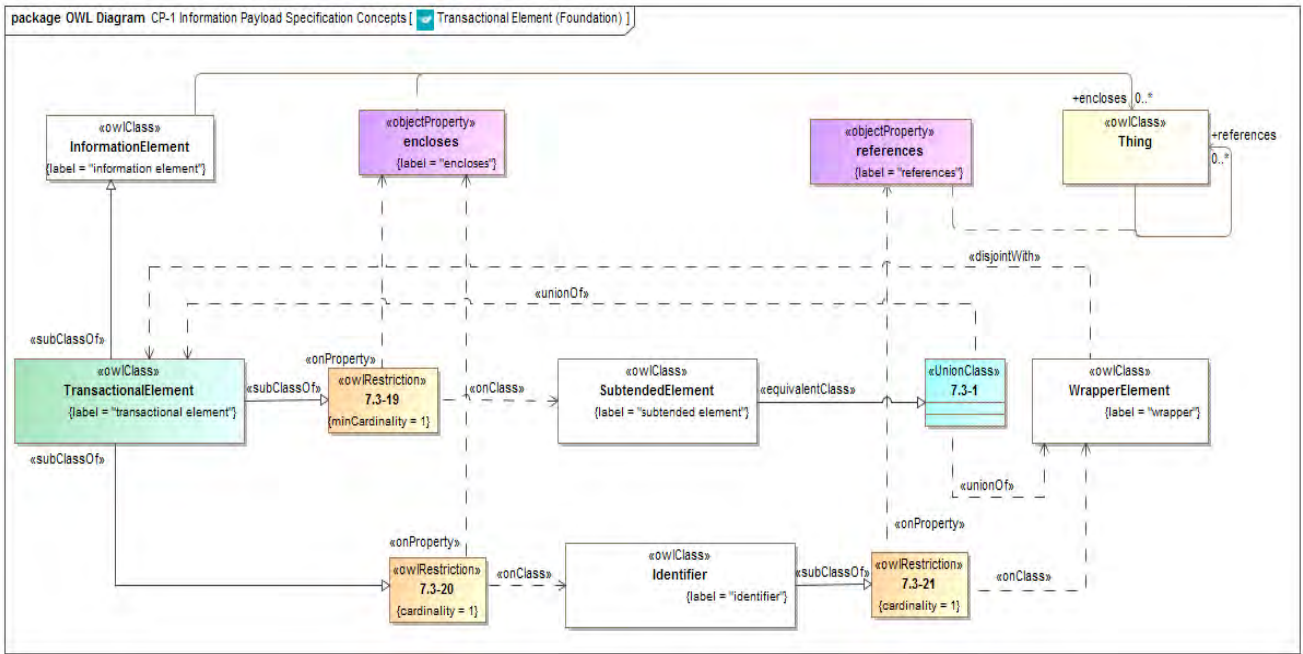 package OWL Diagram CP-1 Information Payload Specification Concepts [ Transactional Element (Foundation) ]
+encloses 0..*
«owlClass»
InformationElement
{label = "information element"}
«objectProperty»
encloses
{label = "encloses"}
«objectProperty»
references
{label = "references"}
«owlClass»
Thing
+references
0..*
«disjointWith»
«unionOf»
«subClassOf»
«owlClass»
TransactionalElement
{label = "transactional element"}
«subClassOf»
«onProperty»
«owlRestriction»
7.3-19
{minCardinality = 1}
«onClass»
«owlClass»
SubtendedElement
{label = "subtended element"}
«equivalentClass»
«UnionClass»
7.3-1
«owlClass»
WrapperElement
{label = "wrapper"}
«subClassOf»
«unionOf»
«onProperty»
«owlRestriction»
7.3-20
{cardinality = 1}
«onClass»
«owlClass»
Identifier
{label = "identifier"}
«subClassOf»
«onProperty»
«owlRestriction»
7.3-21
{cardinality = 1}
«onClass»